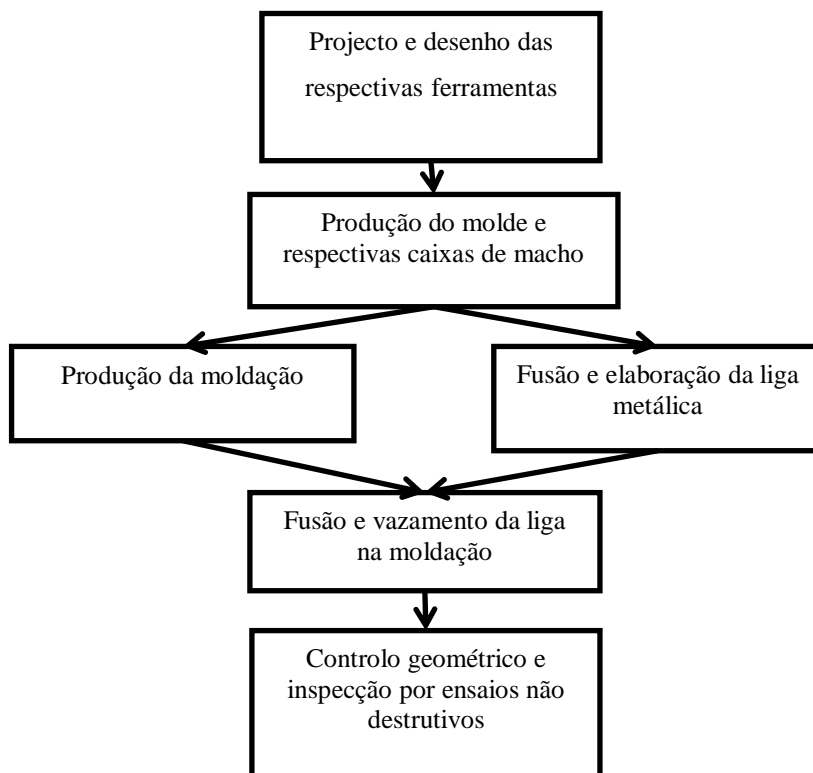 Projecto e desenho das
respectivas ferramentas
Produção do molde e
respectivas caixas de macho
Produção da moldação
Fusão e elaboração da liga
metálica
Fusão e vazamento da liga
na moldação
Controlo geométrico e
inspecção por ensaios não
destrutivos